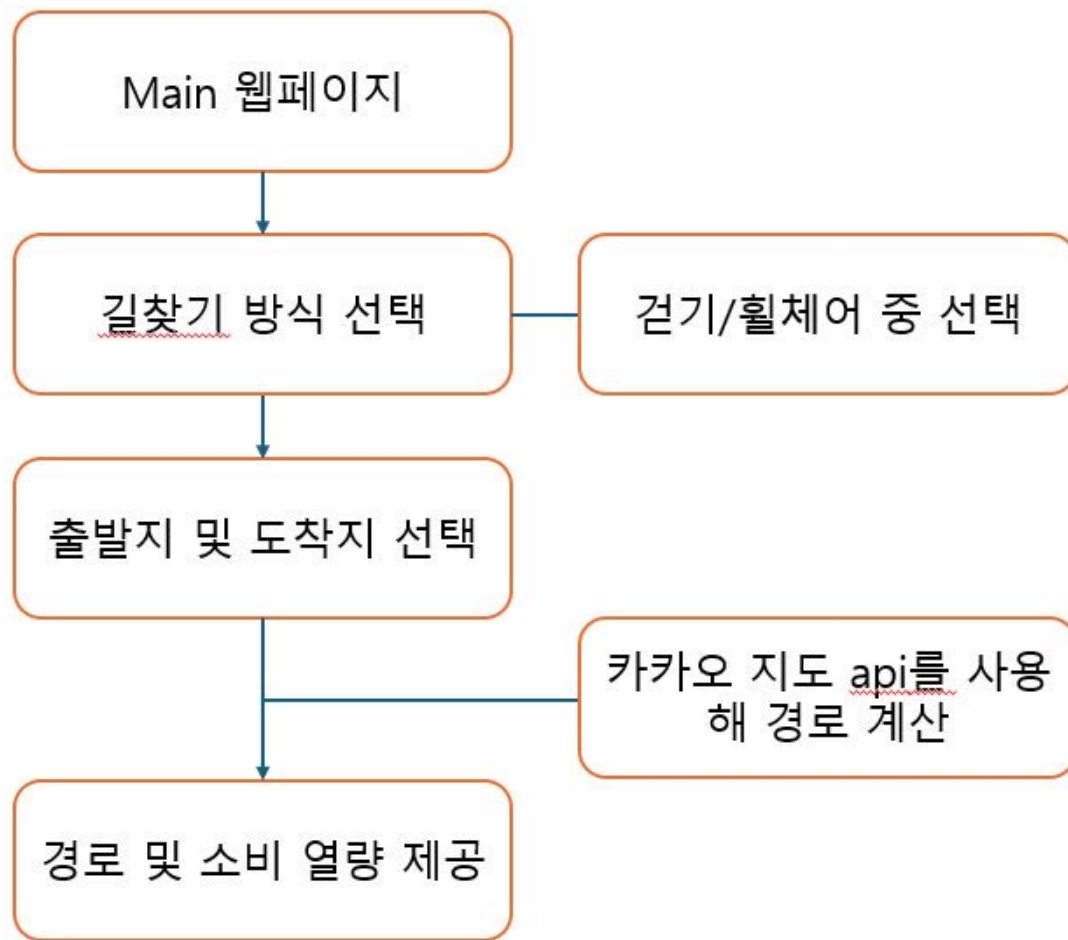 Main 웹페이지
길찾기 방식 선택
걷기/휠체어 중 선택
출발지 및 도착지 선택
카카오 지도 api를 사용
해 경로 계산
경로 및 소비 열량 제공